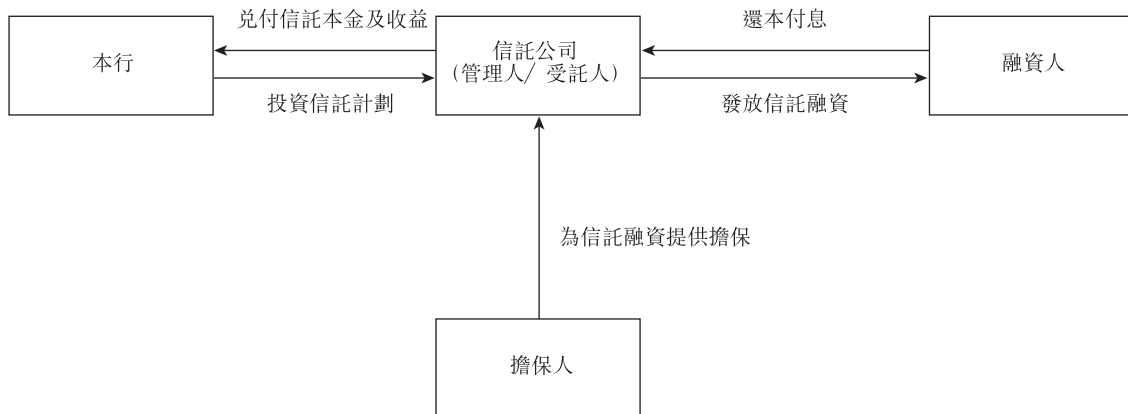 兑付信託本金及收益
還本付息
本行
信託公司
(管理人/ 受託人)
融資人
投資信託計劃
發放信託融資
為信託融資提供擔保
擔保人